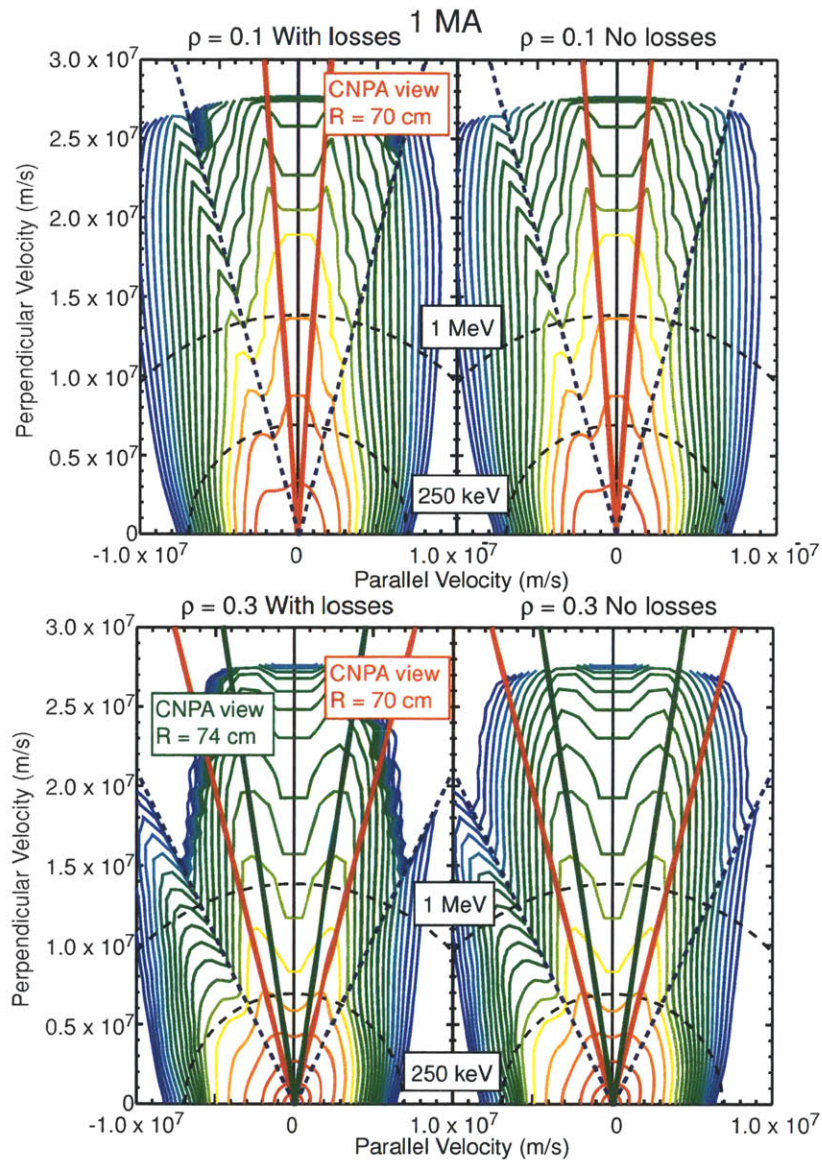 1 MA
ρ = 0.1 With losses
ρ = 0.1 No losses
3.0 x 10⁷
2.5 x 10⁷
2.0 x 10⁷
1.5 x 10⁷
1.0 x 10⁷
0.5 x 10⁷
0
Perpendicular Velocity (m/s)
CNPA view
R = 70 cm
1 MeV
250 keV
-1.0 x 10⁷
0
1.0 x 10⁻⁷
0
1.0 x 10⁷
Parallel Velocity (m/s)
ρ = 0.3 With losses
ρ = 0.3 No losses
3.0 x 10⁷
2.5 x 10⁷
2.0 x 10⁷
1.5 x 10⁷
1.0 x 10⁷
0.5 x 10⁷
0
Perpendicular Velocity (m/s)
CNPA view
R = 70 cm
CNPA view
R = 74 cm
1 MeV
250 keV
-1.0 x 10⁷
0
1.0 x 10⁻⁷
0
1.0 x 10⁷
Parallel Velocity (m/s)